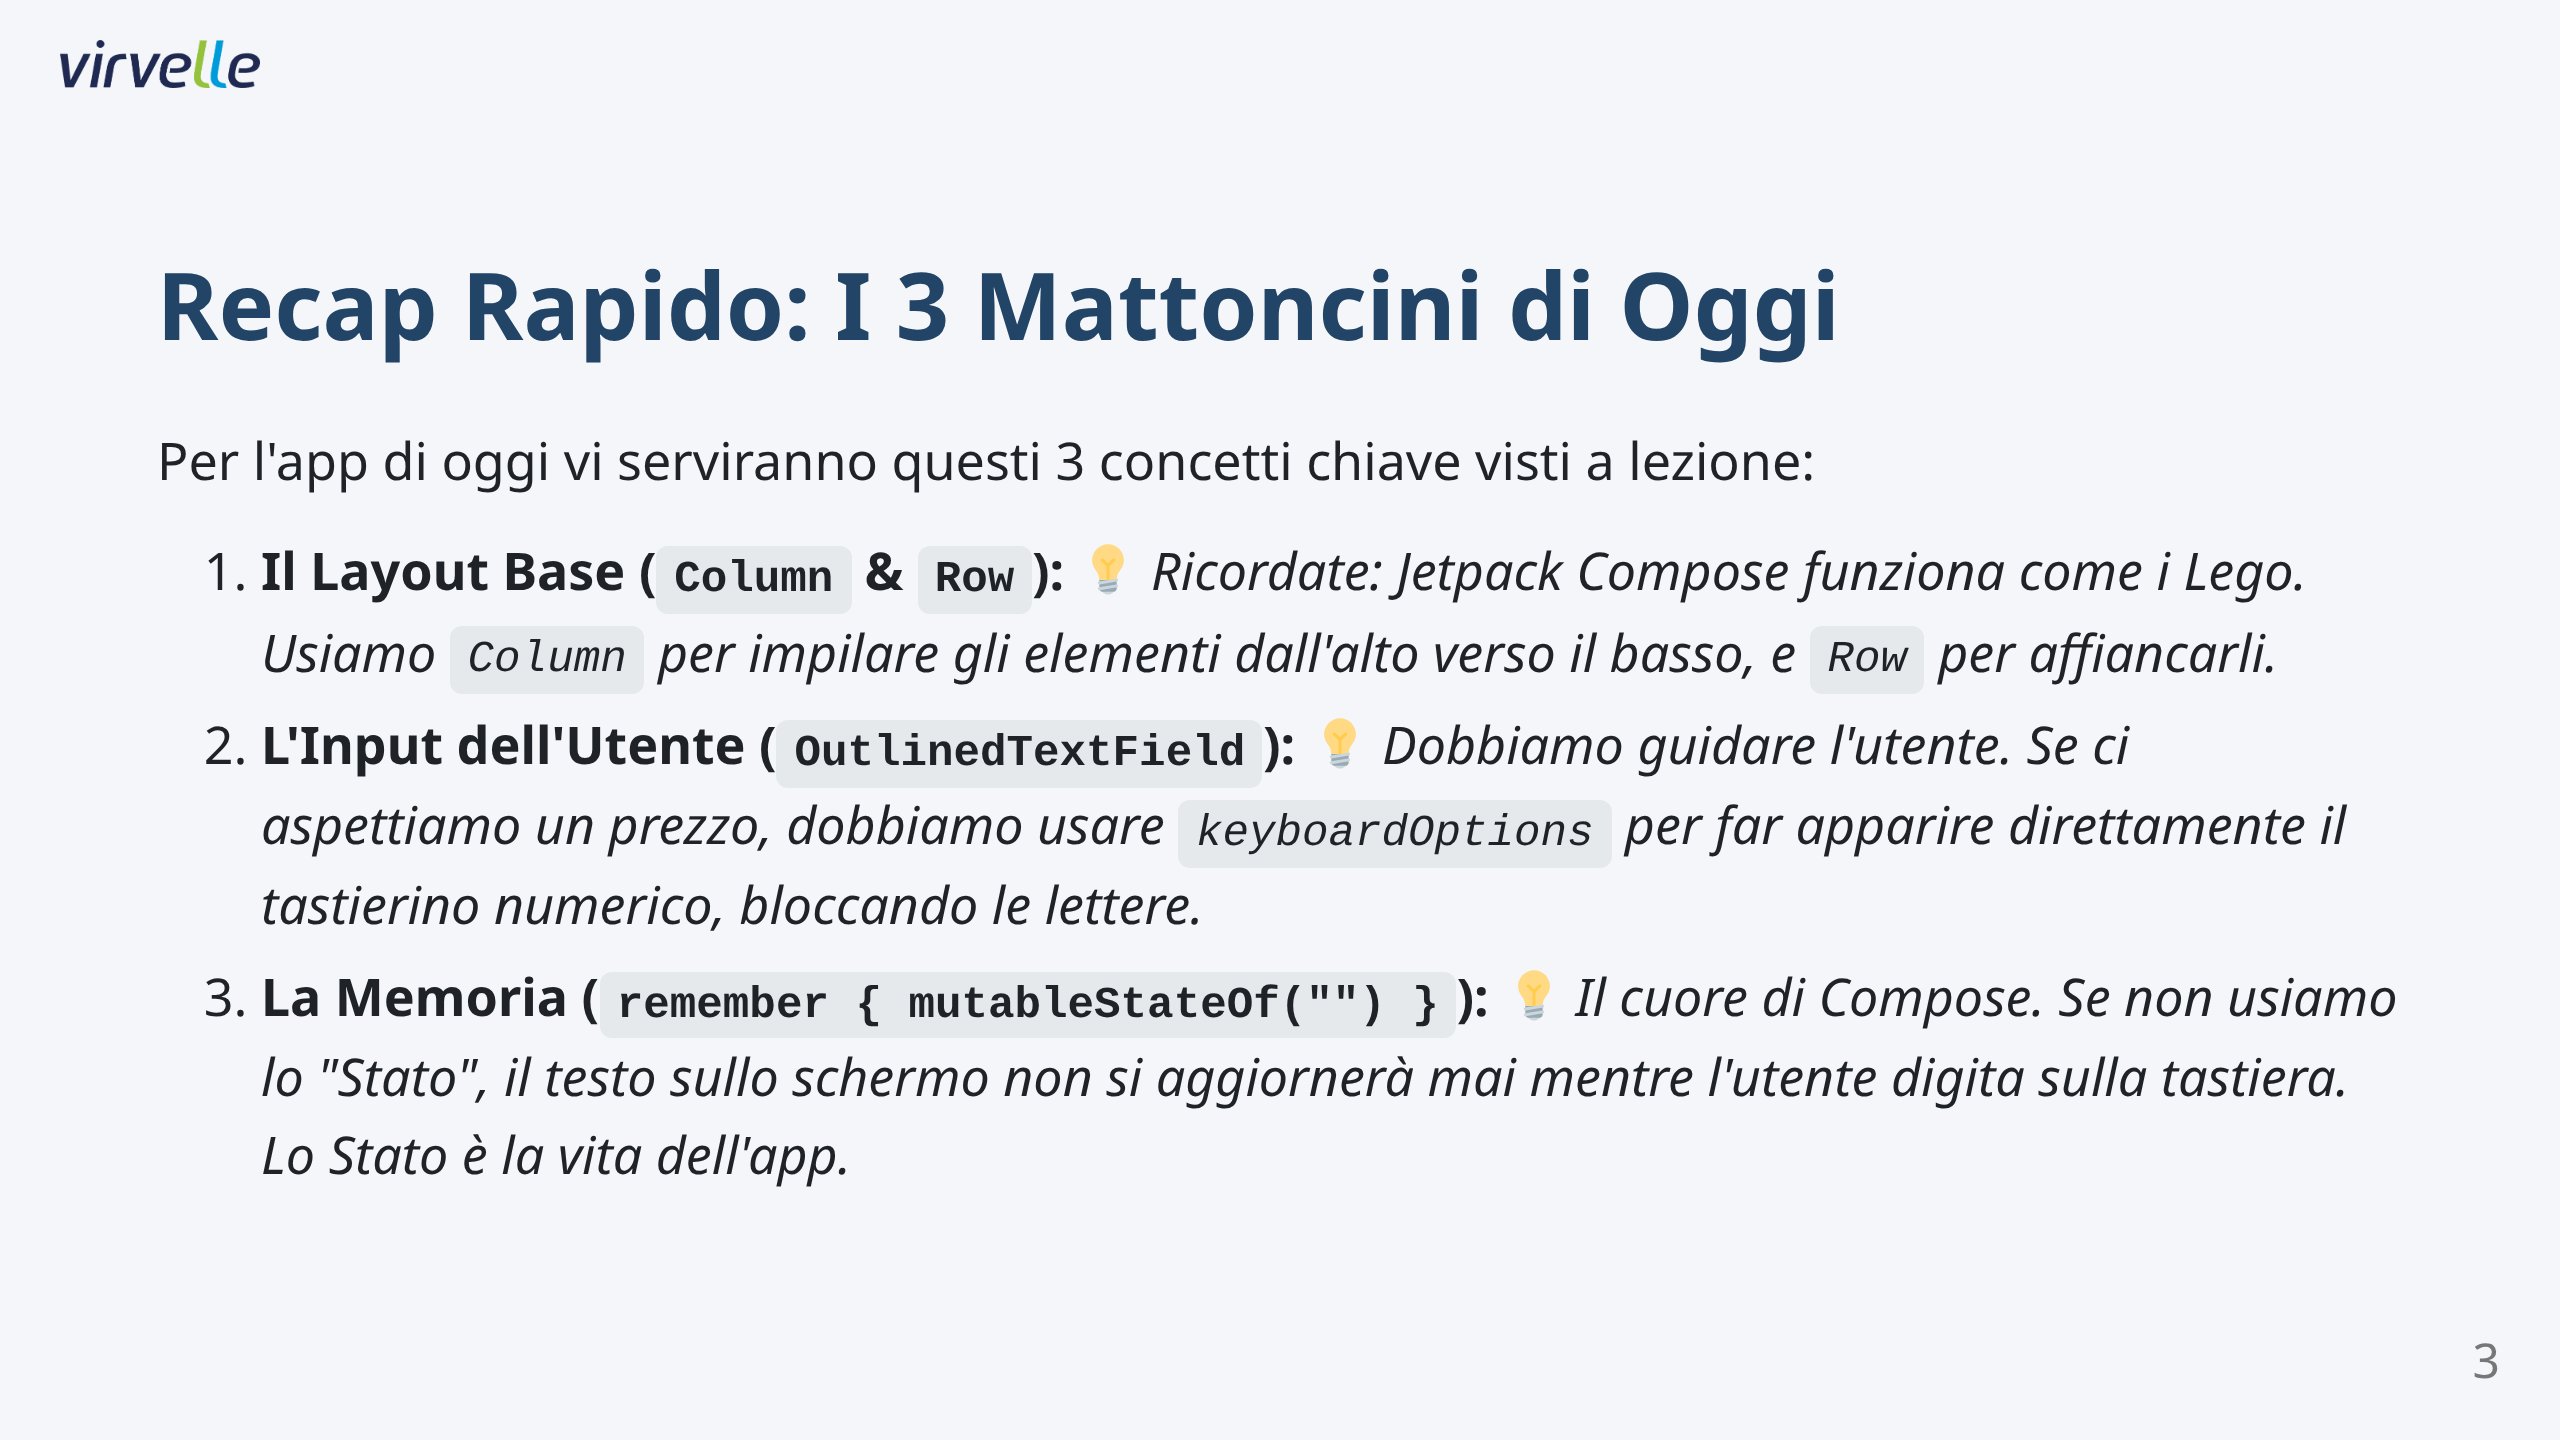 virvelle
Recap Rapido: I 3 Mattoncini di Oggi
Per l'app di oggi vi serviranno questi 3 concetti chiave visti a lezione:
1. Il Layout Base (Column & Row): 💡 Ricordate: Jetpack Compose funziona come i Lego.
Usiamo Column per impilare gli elementi dall'alto verso il basso, e Row per affiancarli.
2. L'Input dell'Utente (OutlinedTextField): 💡 Dobbiamo guidare l'utente. Se ci
aspettiamo un prezzo, dobbiamo usare keyboardOptions per far apparire direttamente il
tastierino numerico, bloccando le lettere.
3. La Memoria (remember { mutableStateOf("") }): 💡 Il cuore di Compose. Se non usiamo
lo "Stato", il testo sullo schermo non si aggiornerà mai mentre l'utente digita sulla tastiera.
Lo Stato è la vita dell'app.
3